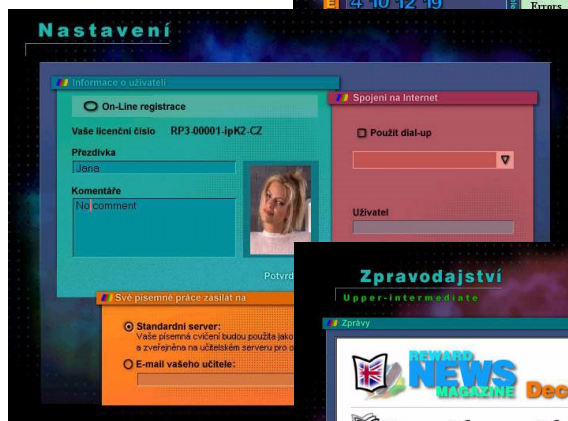 4 10 12 19
Errors
Nastavení
Informace o uživateli
On-Line registrace
Vaše licenční číslo RP3-00001-ipK2-CZ
Přezdívka
Jana
Komentáře
No comment
Potvrd
Spojení na Internet
Použít dial-up
Uživatel
Své písemné práce zasílat na
Standardní server:
Vaše písemná cvičení budou použita jako
a zveřejněna na učitelském serveru pro o
E-mail vašeho učitele:
Zpravodajství
Upper-intermediate
Zprávy
REWARD
NEWS
MAGAZINE Dec